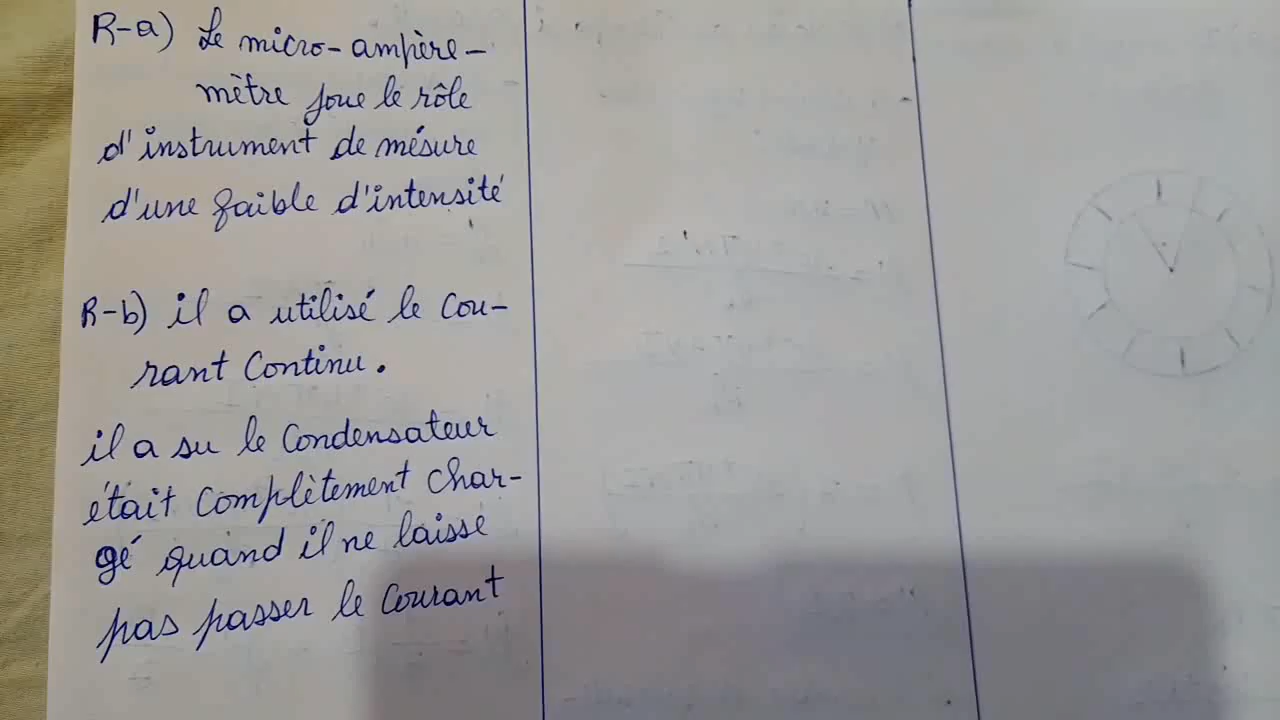 R-a) Le micro-ampère-
mètre joue le rôle
d'instrument de mésure
d'une faible d'intensité
R-b) il a utilisé le cou-
rant continu.
il a su le condensateur
était complètement char-
gé quand il ne laisse
pas passer le courant